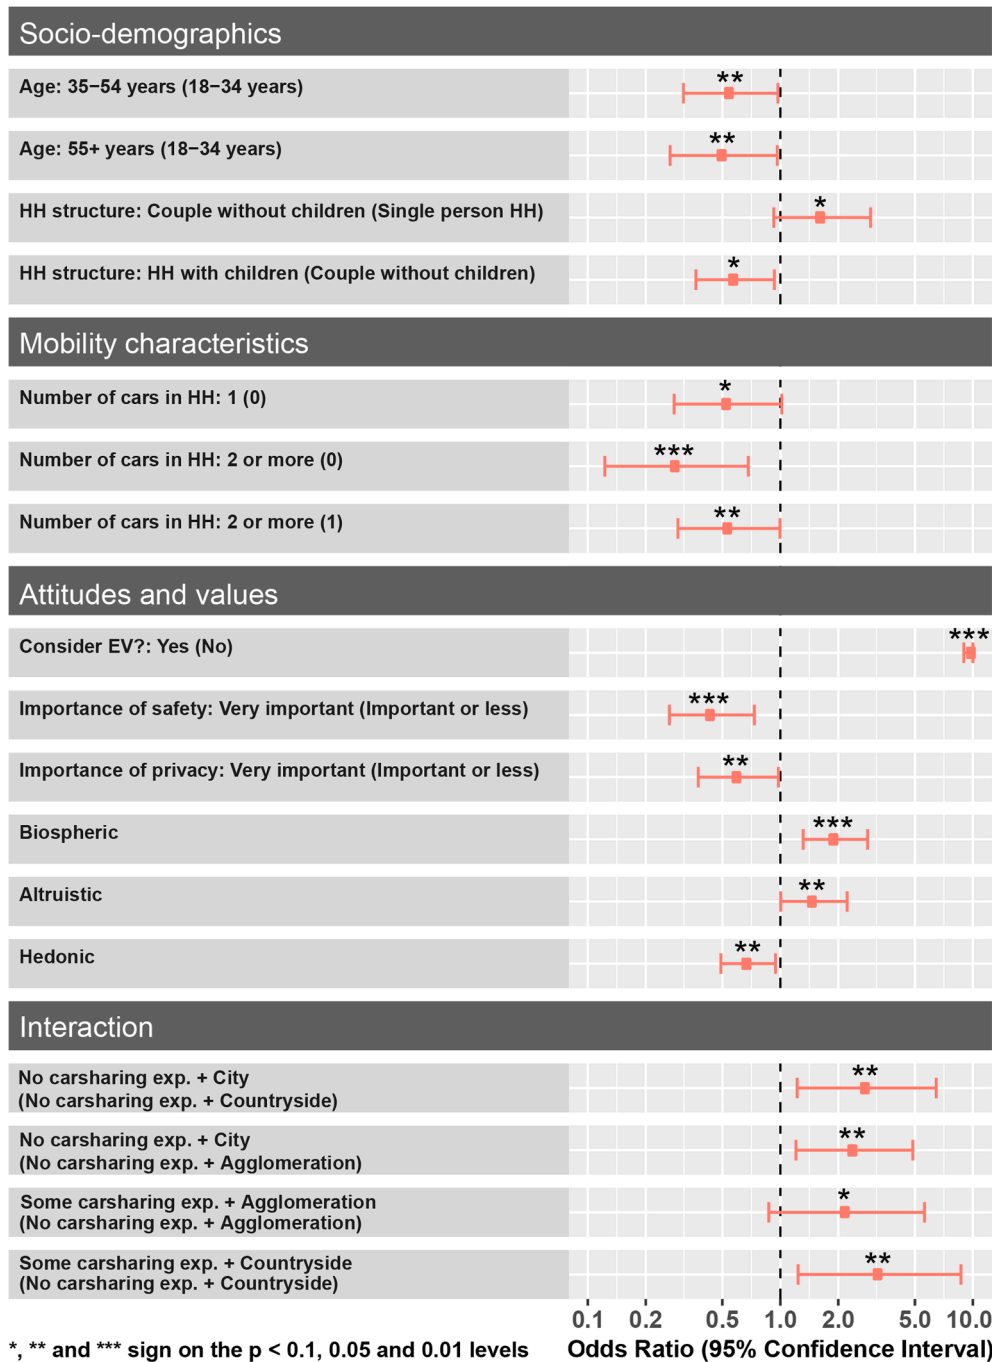 Socio-demographics
Age: 35−54 years (18−34 years)
**
Age: 55+ years (18−34 years)
**
HH structure: Couple without children (Single person HH)
*
HH structure: HH with children (Couple without children)
*
Mobility characteristics
Number of cars in HH: 1 (0)
*
Number of cars in HH: 2 or more (0)
***
Number of cars in HH: 2 or more (1)
**
Attitudes and values
Consider EV?: Yes (No)
***
Importance of safety: Very important (Important or less)
***
Importance of privacy: Very important (Important or less)
**
Biospheric
***
Altruistic
**
Hedonic
**
Interaction
No carsharing exp. + City
(No carsharing exp. + Countryside)
**
No carsharing exp. + City
(No carsharing exp. + Agglomeration)
**
Some carsharing exp. + Agglomeration
(No carsharing exp. + Agglomeration)
*
Some carsharing exp. + Countryside
(No carsharing exp. + Countryside)
**
0.1 0.2 0.5 1.0 2.0 5.0 10.0
*, ** and *** sign on the p < 0.1, 0.05 and 0.01 levels
Odds Ratio (95% Confidence Interval)